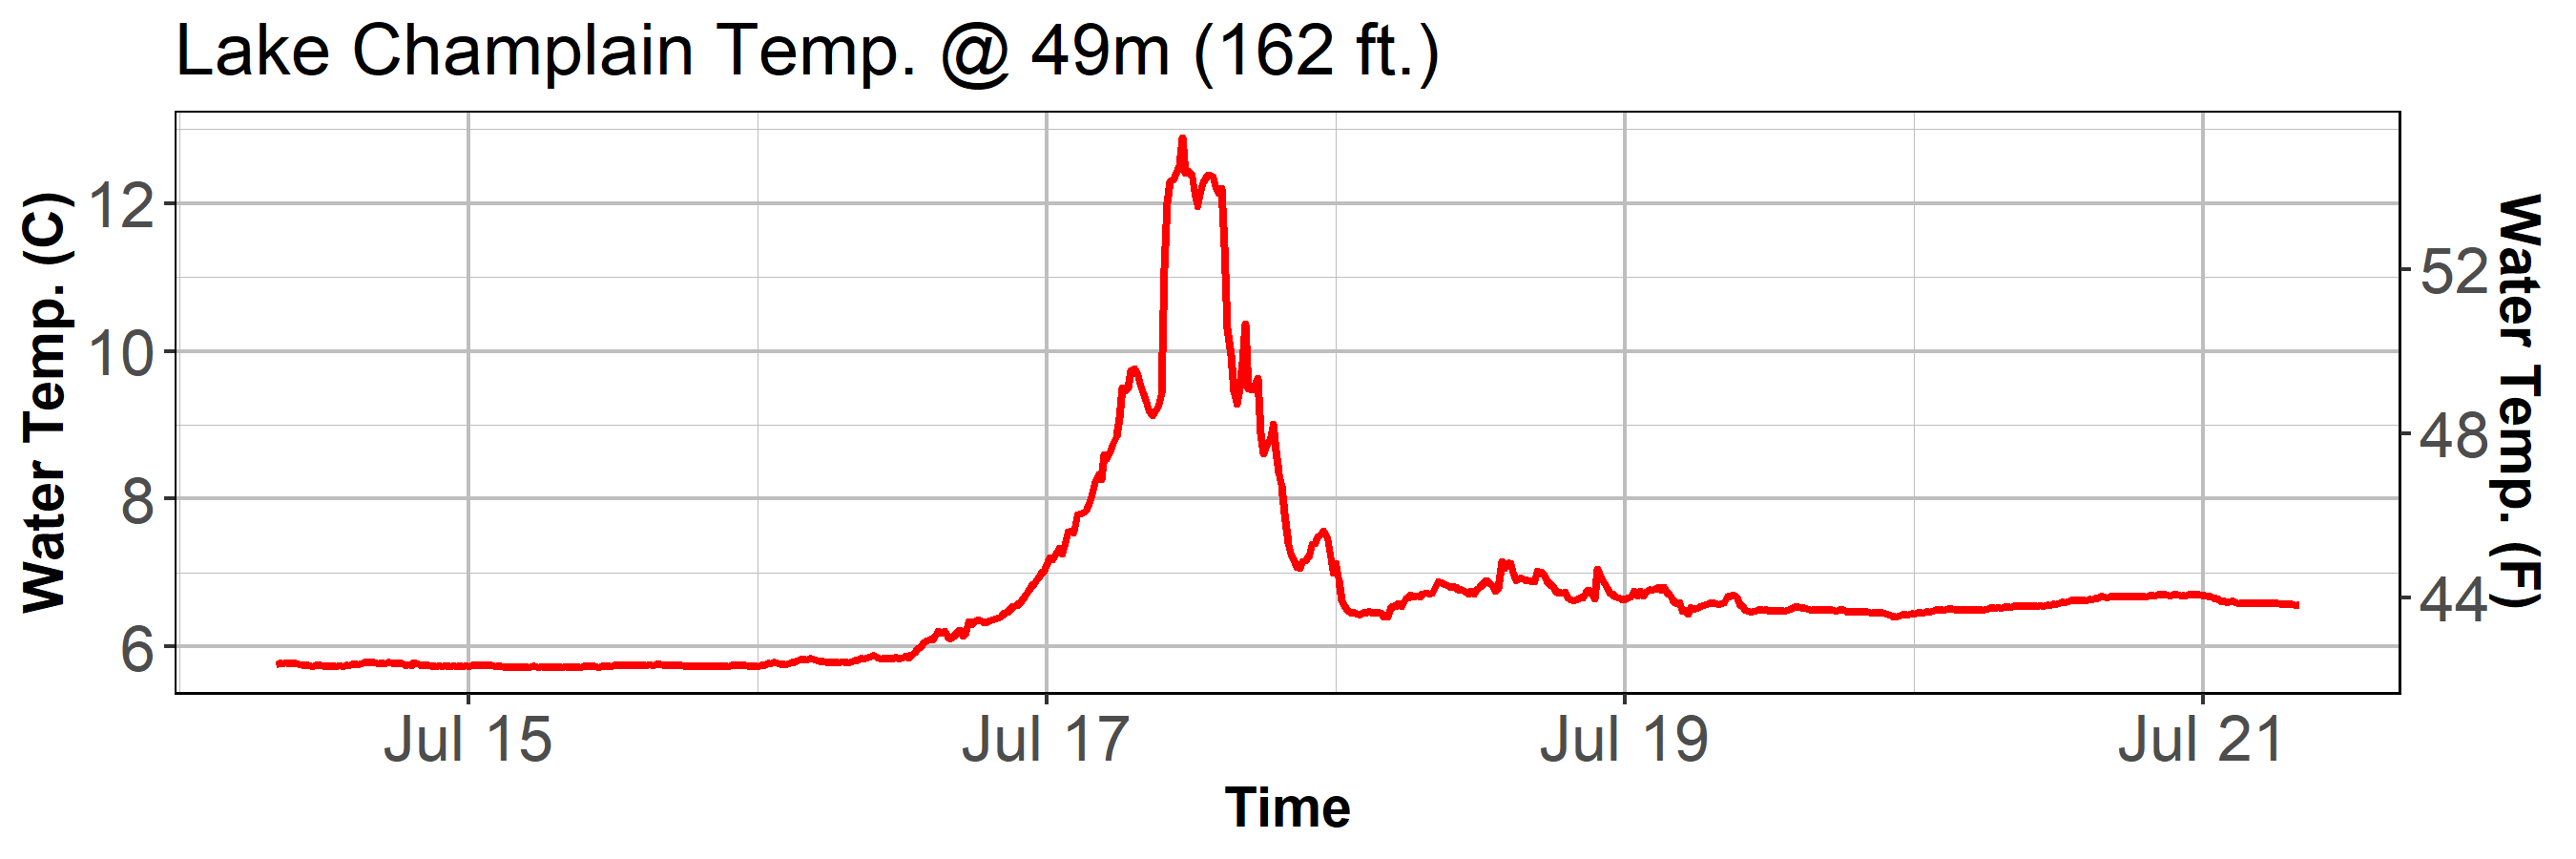 Lake Champlain Temp. @ 49m (162 ft.)
Water Temp. (C)
12
10
8
6
52
48
44
Water Temp. (F)
Jul 15
Jul 17
Jul 19
Jul 21
Time